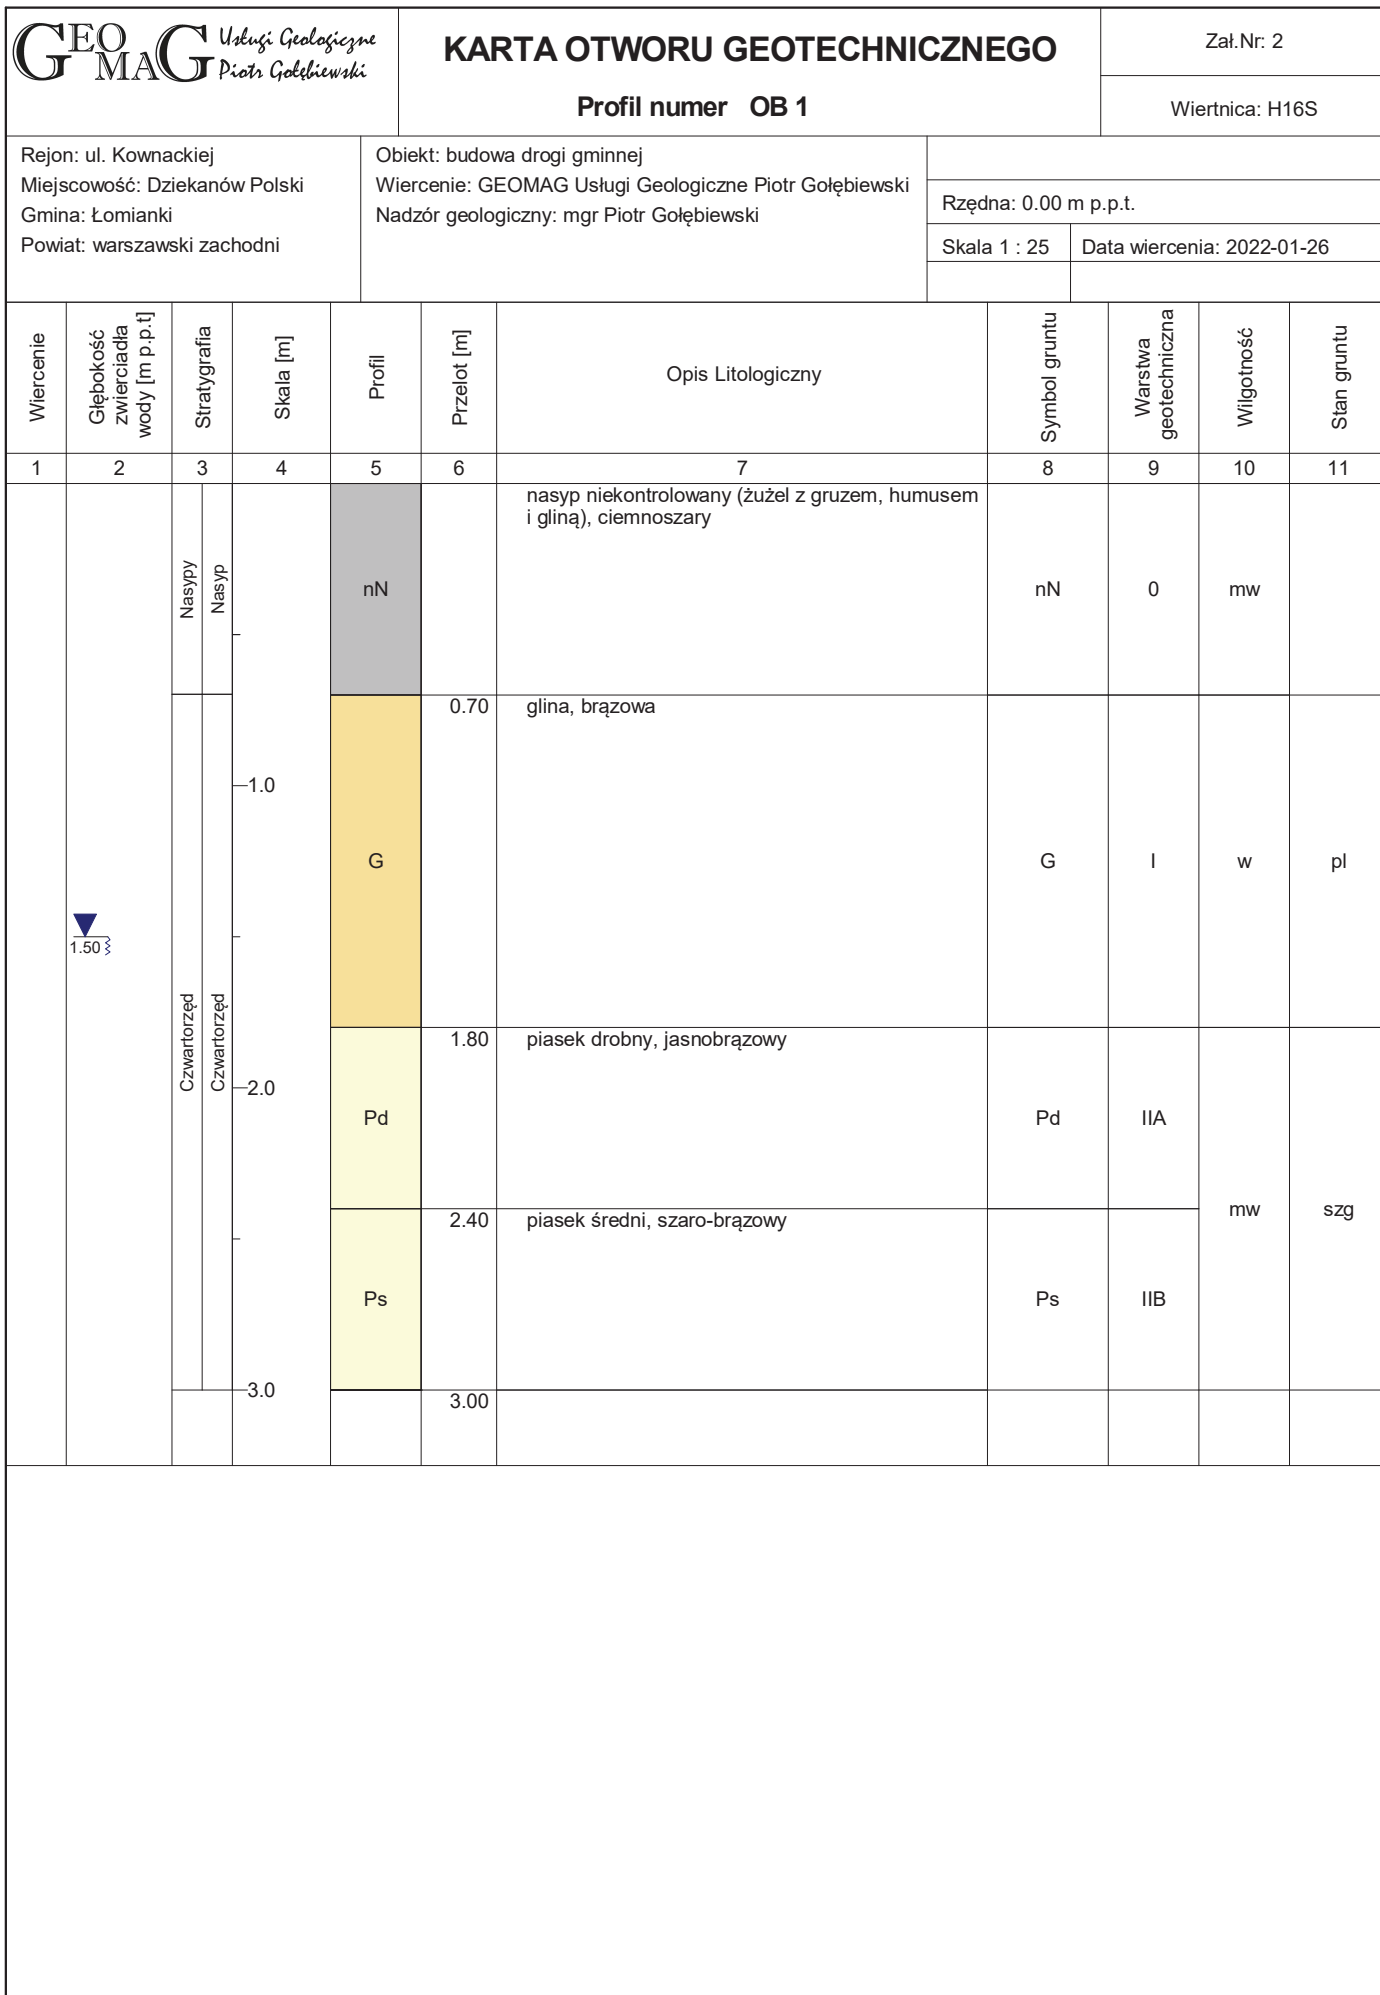 GEOMAG Usługi Geologiczne
Piotr Gołębiewski
KARTA OTWORU GEOTECHNICZNEGO
Profil numer OB 1
Zał.Nr: 2
Wiertnica: H16S
Rejon: ul. Kownackiej
Miejscowość: Dziekanów Polski
Gmina: Łomianki
Powiat: warszawski zachodni
Obiekt: budowa drogi gminnej
Wiercenie: GEOMAG Usługi Geologiczne Piotr Gołębiewski
Nadzór geologiczny: mgr Piotr Gołębiewski
Rzędna: 0.00 m p.p.t.
Skala 1 : 25 Data wiercenia: 2022-01-26
Wiercenie
Głębokość
zwierciadła
wody [m p.p.t]
Stratygrafia
Skala [m]
Profil
Przelot [m]
Opis Litologiczny
Symbol gruntu
Warstwa
geotechniczna
Wilgotność
Stan gruntu
1 2 3 4 5 6 7 8 9 10 11
nasyp niekontrolowany (żużel z gruzem, humusem
i gliną), ciemnoszary
Nasypy
Nasyp
nN nN 0 mw
0.70 glina, brązowa
1.0
G G I w pl
1.50
Czwartorzęd
Czwartorzęd
1.80 piasek drobny, jasnobrązowy
2.0
Pd Pd IIA
mw szg
2.40 piasek średni, szaro-brązowy
Ps Ps IIB
3.0
3.00